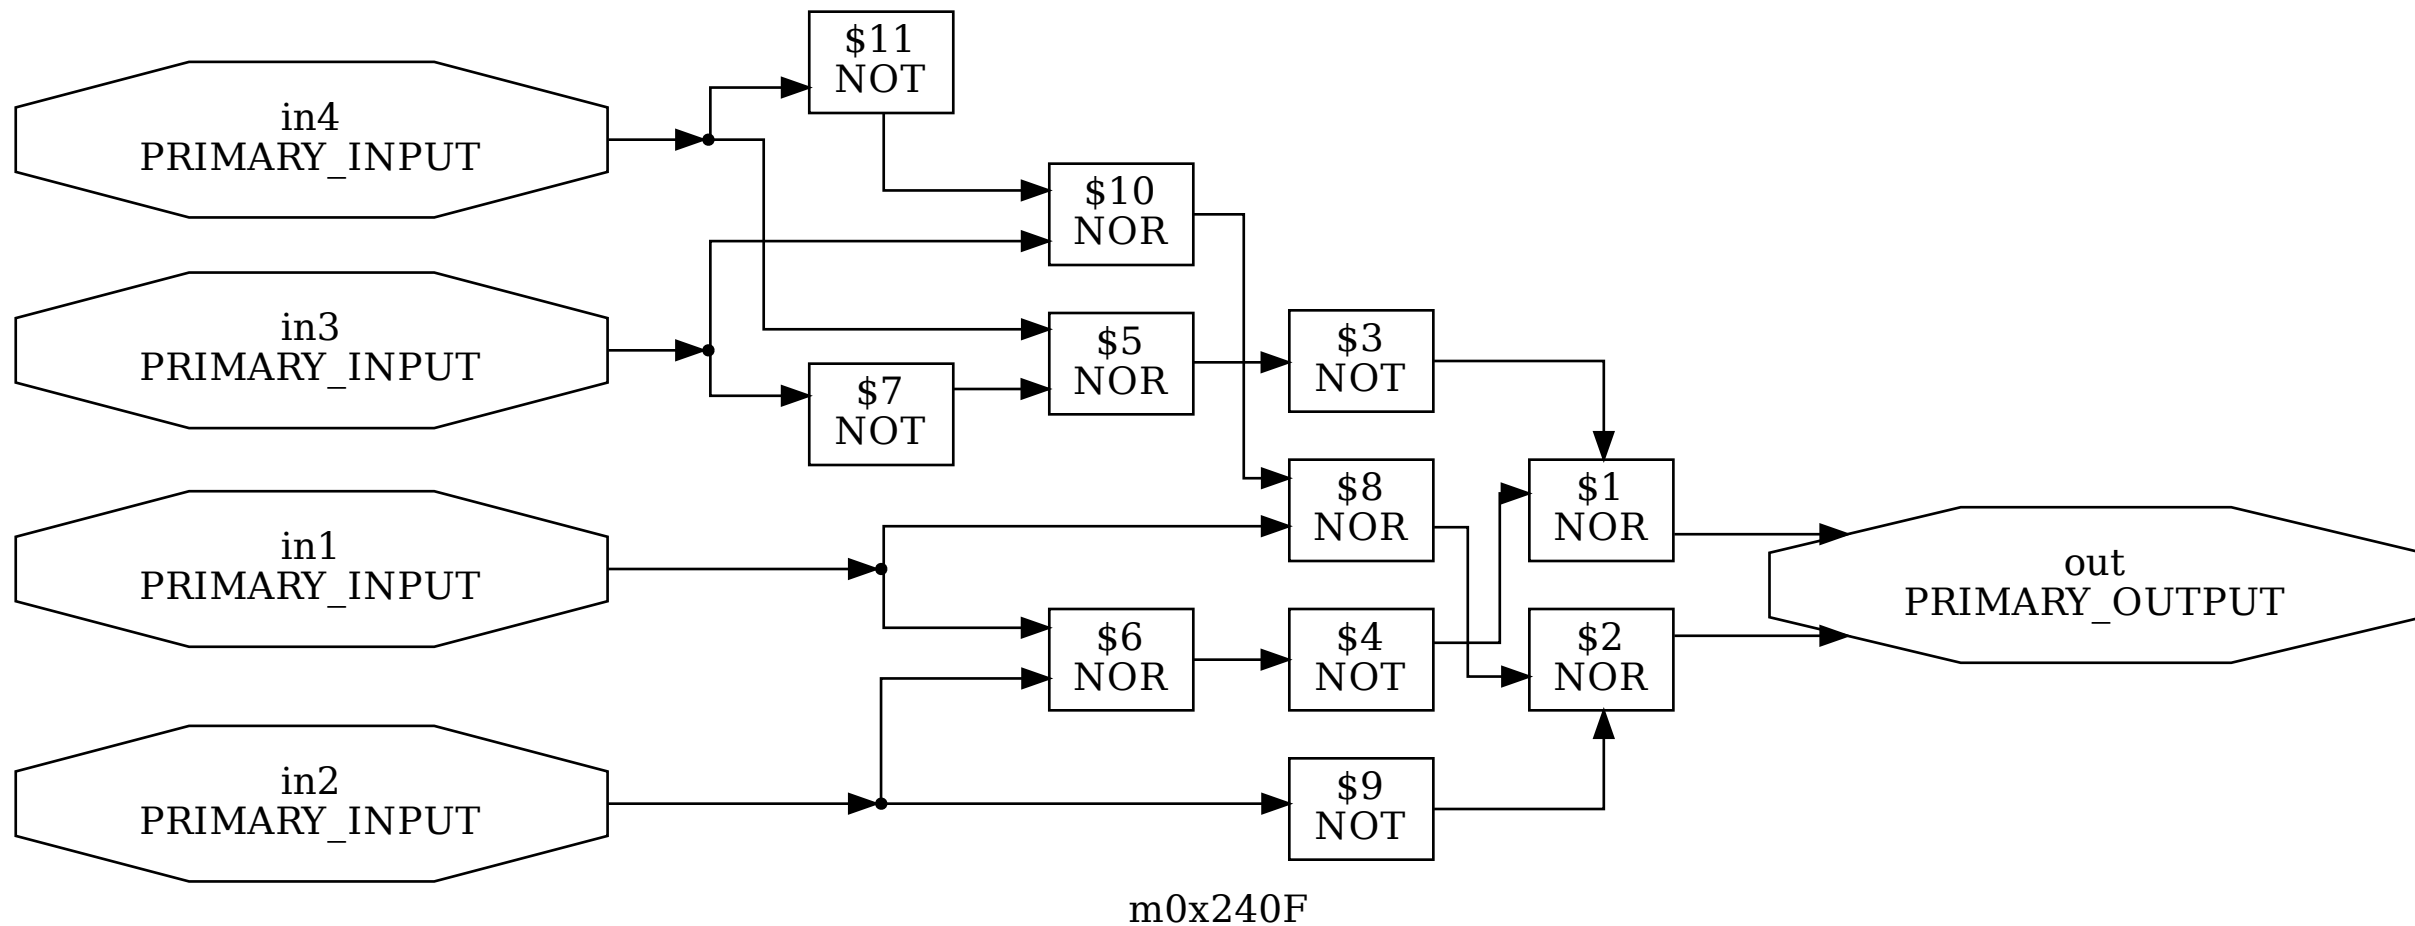 $11
NOT
in4
PRIMARY_INPUT
$10
NOR
in3
PRIMARY_INPUT
$5
NOR
$3
NOT
$7
NOT
$8
NOR
$1
NOR
in1
PRIMARY_INPUT
out
PRIMARY_OUTPUT
$6
NOR
$4
NOT
$2
NOR
in2
PRIMARY_INPUT
$9
NOT
m0x240F